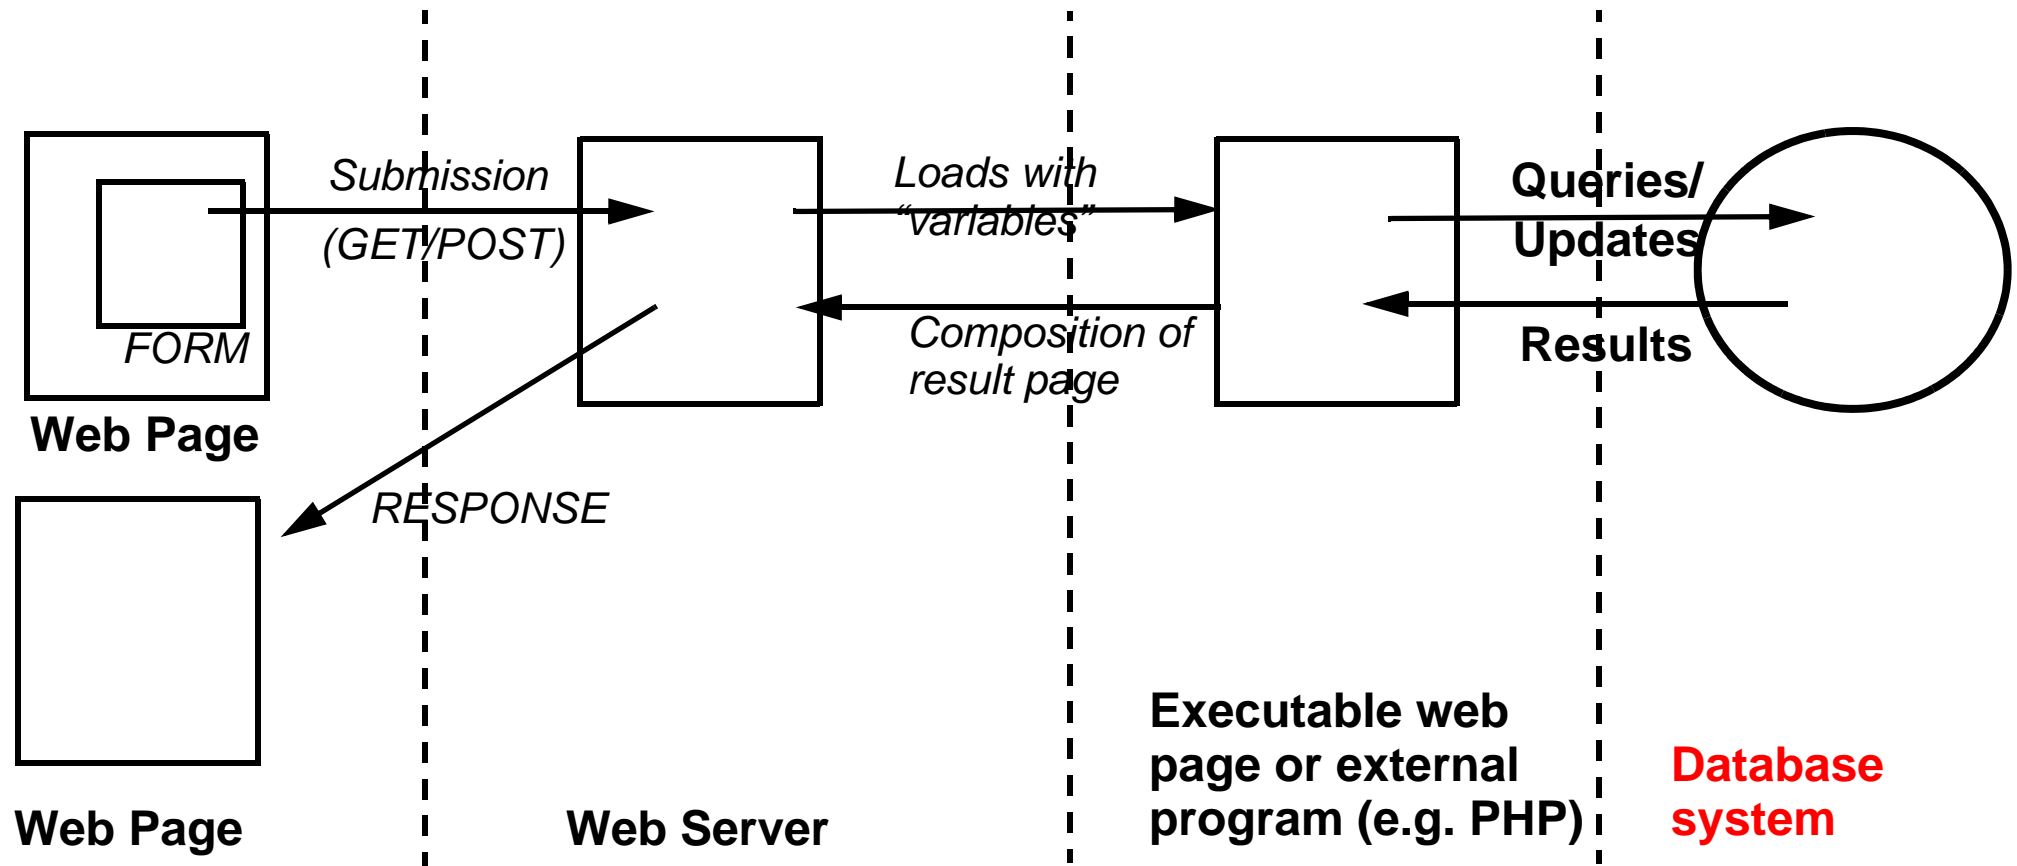 Submission
(GET/POST)
FORM
Web Page
Loads with
“variables”
Composition of
result page
Queries/
Updates
Results
RESPONSE
Web Page
Web Server
Executable web
page or external
program (e.g. PHP)
Database
system